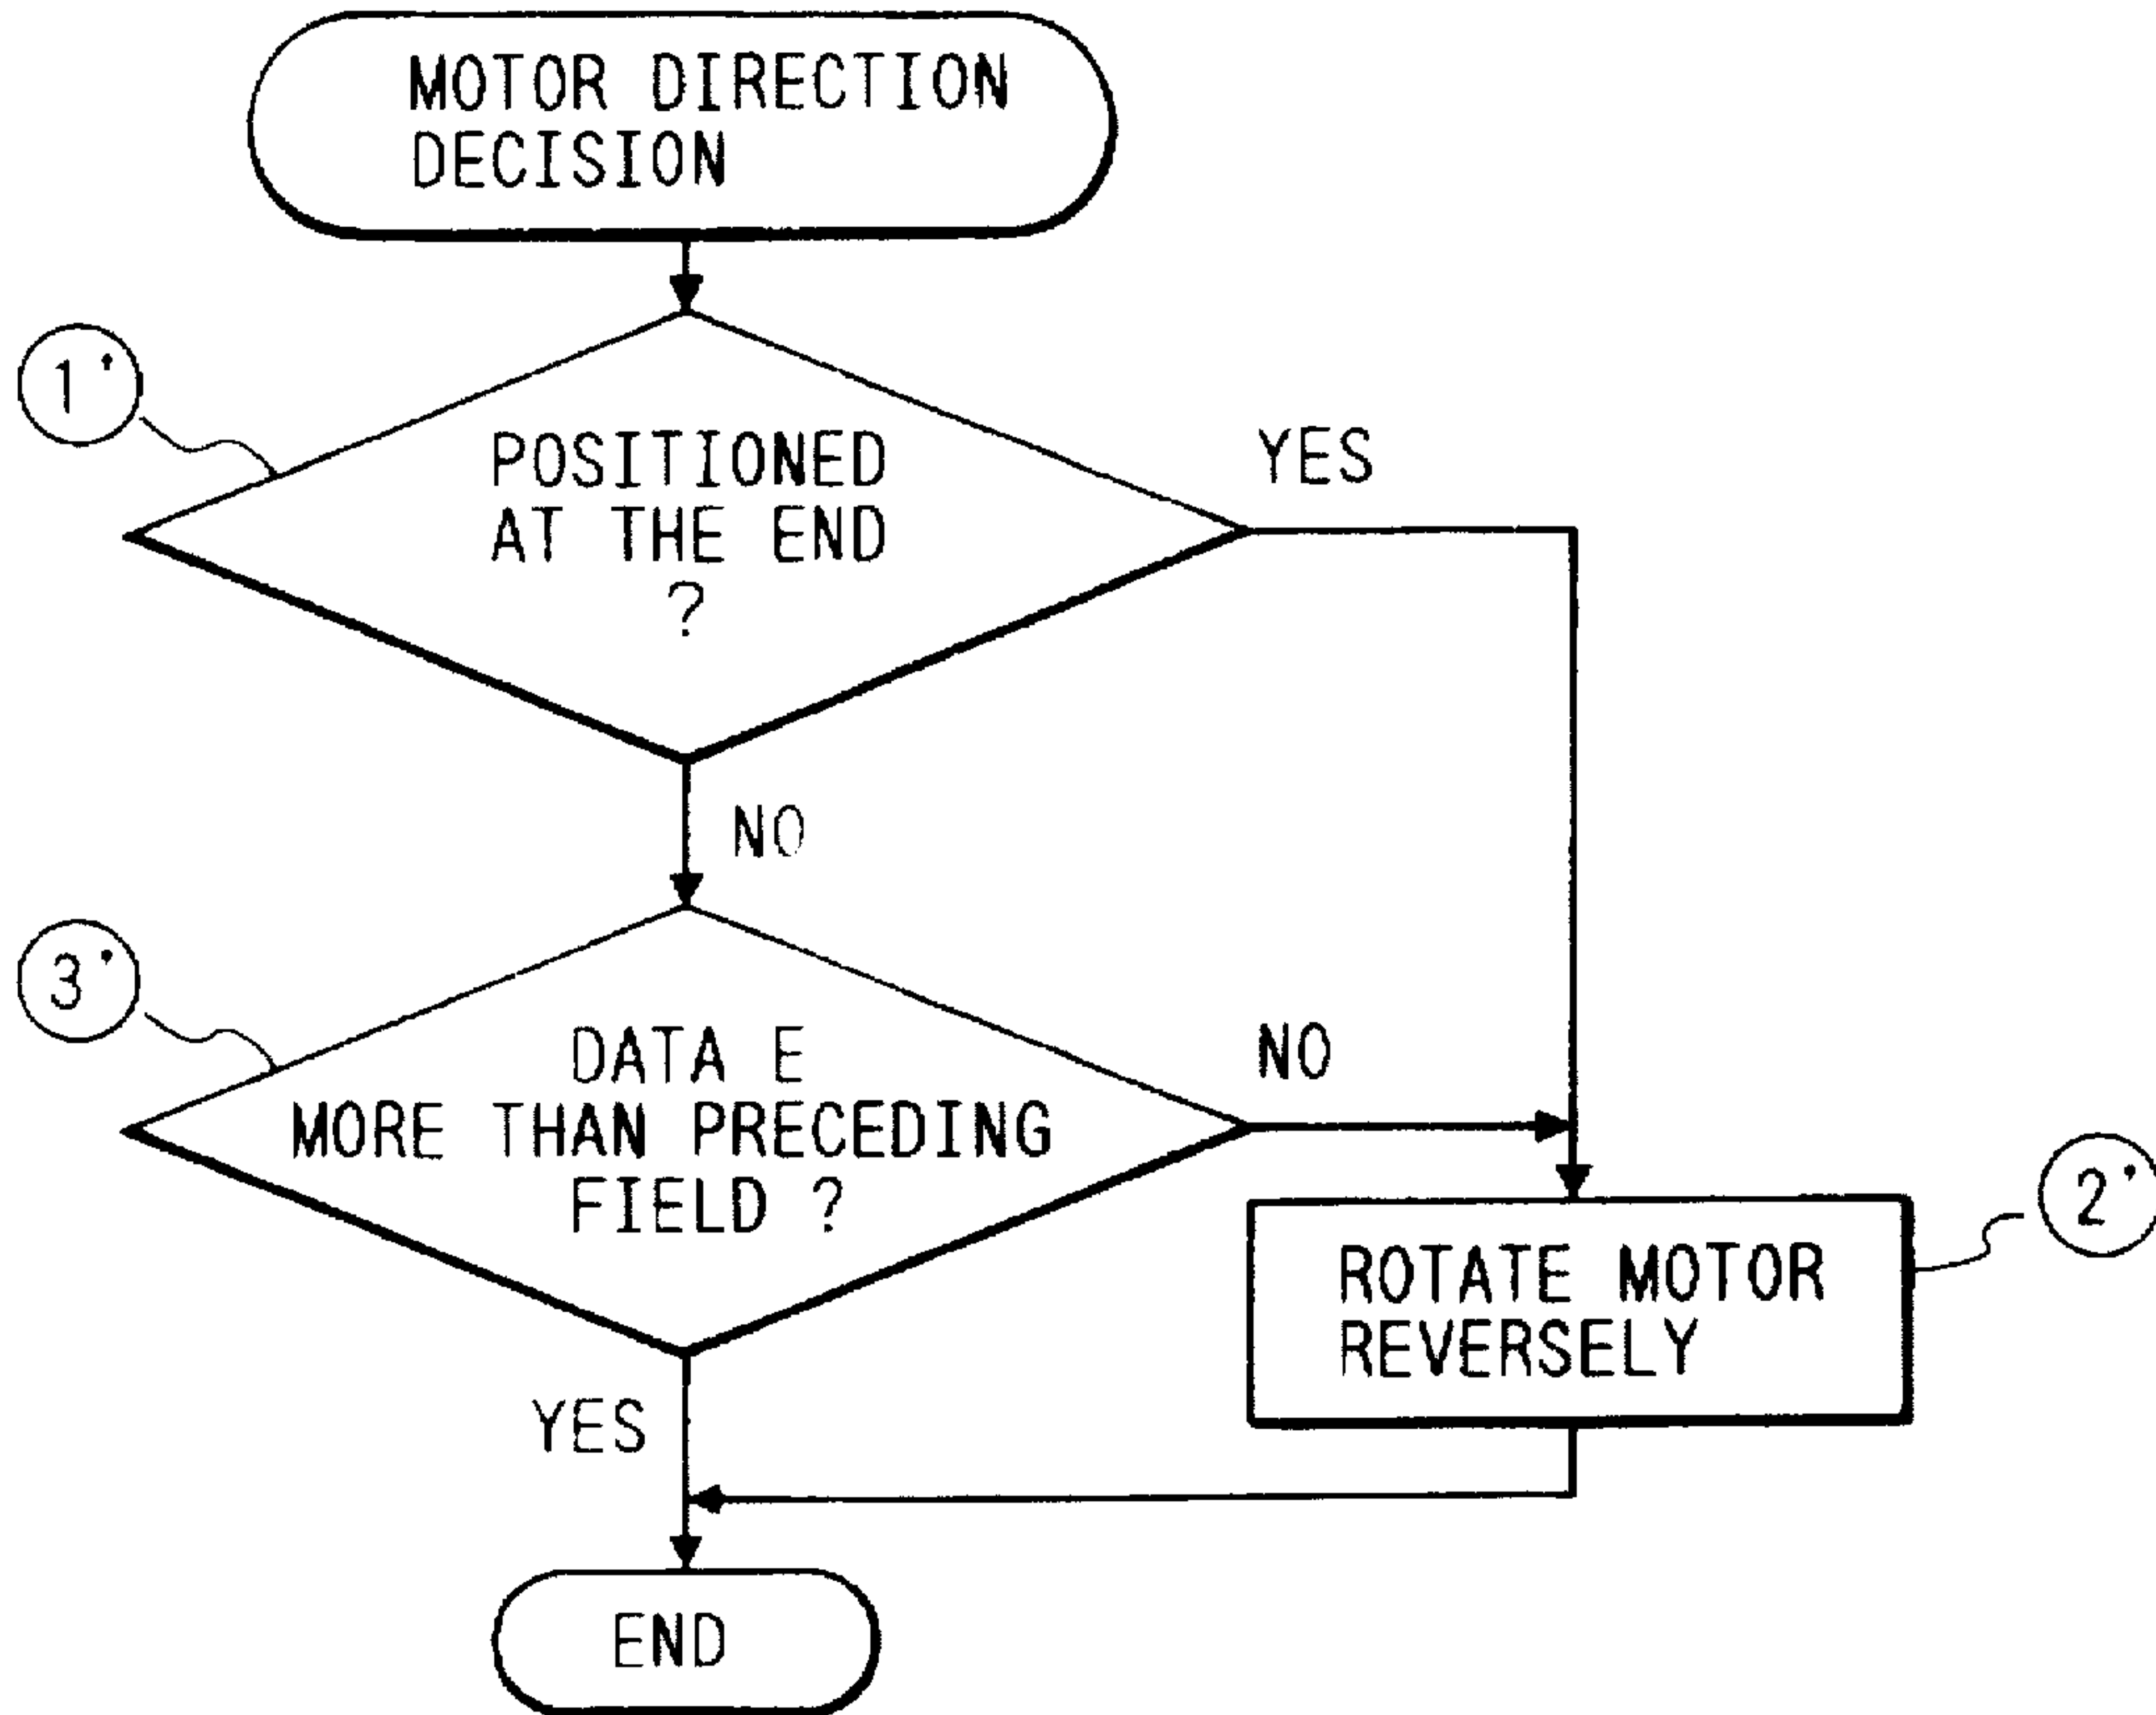 MOTOR DIRECTION
DECISION
1'
POSITIONED
AT THE END
?
YES
NO
3'
DATA E
MORE THAN PRECEDING
FIELD ?
NO
2'
ROTATE MOTOR
REVERSELY
YES
END